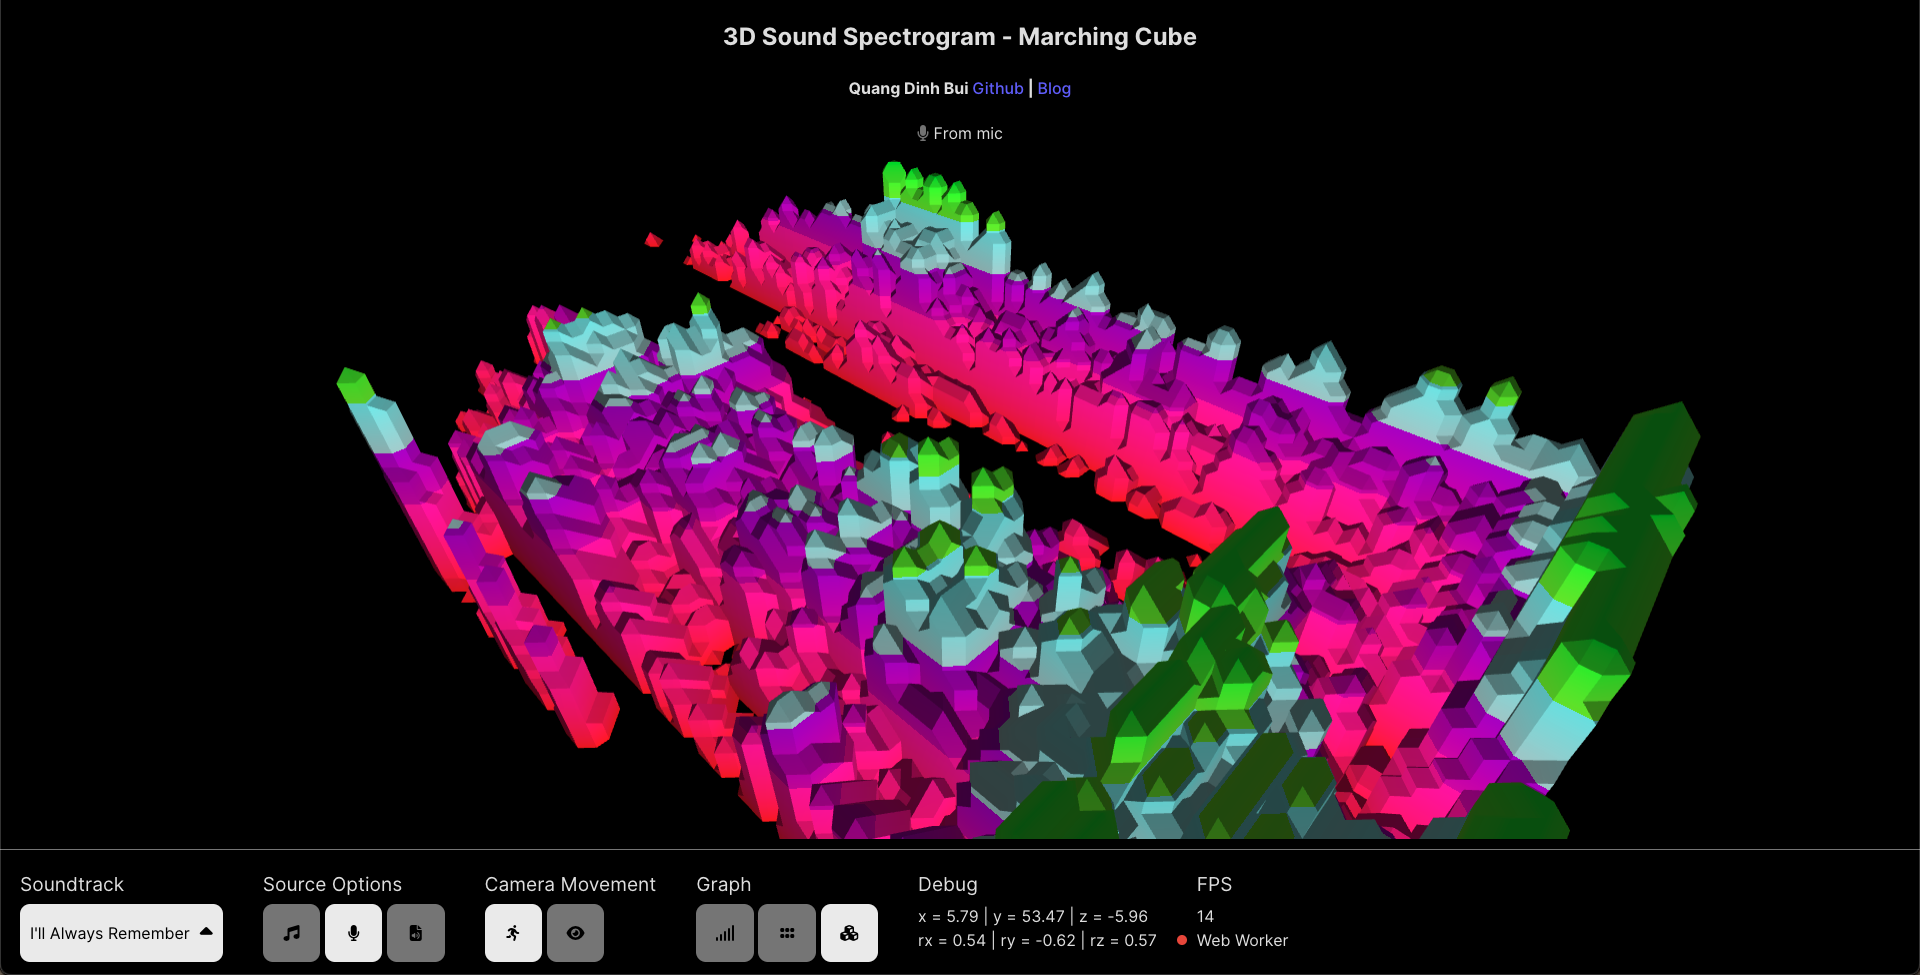 3D Sound Spectrogram - Marching Cube
Quang Dinh Bui Github | Blog
From mic
Soundtrack
I'll Always Remember
Source Options
Camera Movement
Graph
Debug
x = 5.79 | y = 53.47 | z = -5.96
rx = 0.54 | ry = -0.62 | rz = 0.57
FPS
14
Web Worker